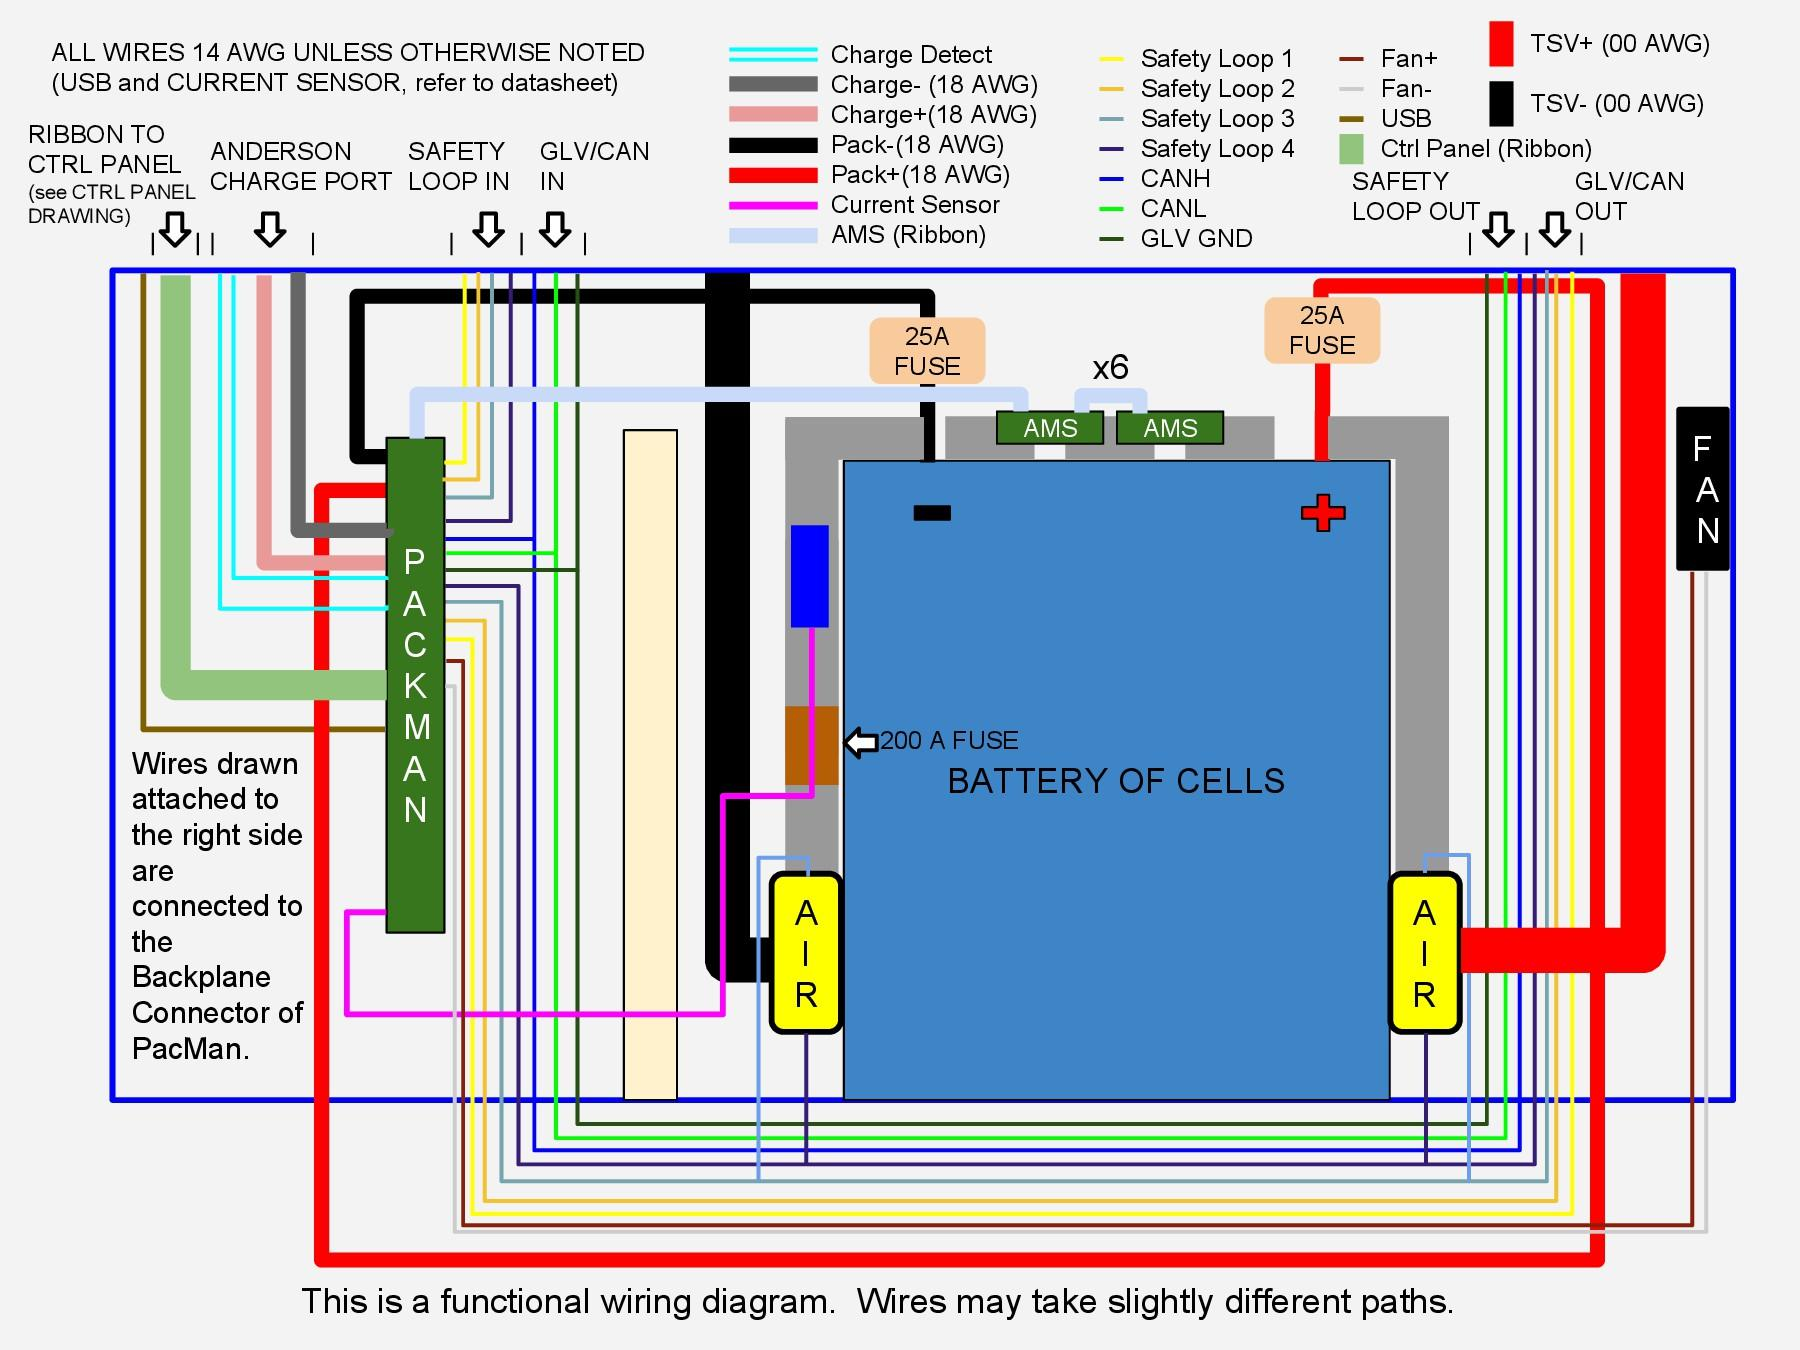 ALL WIRES 14 AWG UNLESS OTHERWISE NOTED
(USB and CURRENT SENSOR, refer to datasheet)
RIBBON TO
CTRL PANEL
(see CTRL PANEL
DRAWING)
ANDERSON
CHARGE PORT
SAFETY
LOOP IN
GLV/CAN
IN
Charge Detect
Charge- (18 AWG)
Charge+(18 AWG)
Pack-(18 AWG)
Pack+(18 AWG)
Current Sensor
AMS (Ribbon)
Safety Loop 1
Safety Loop 2
Safety Loop 3
Safety Loop 4
CANH
CANL
GLV GND
Fan+
Fan-
USB
Ctrl Panel (Ribbon)
TSV+ (00 AWG)
TSV- (00 AWG)
SAFETY
LOOP OUT
GLV/CAN
OUT
25A
FUSE
25A
FUSE
x6
AMS
AMS
F
A
N
P
A
C
K
M
A
N
200 A FUSE
BATTERY OF CELLS
Wires drawn
attached to
the right side
are
connected to
the
Backplane
Connector of
PacMan.
A
I
R
A
I
R
This is a functional wiring diagram.  Wires may take slightly different paths.